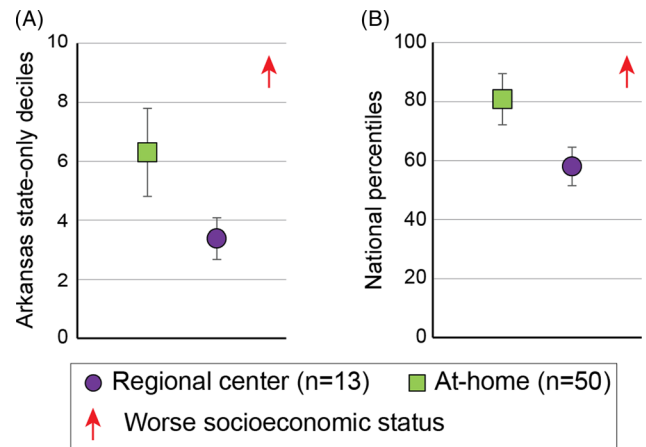 (A)
Arkansas state-only deciles
10
8
6
4
2
0
(B)
National percentiles
100
80
60
40
20
0
Regional center (n=13)
At-home (n=50)
Worse socioeconomic status